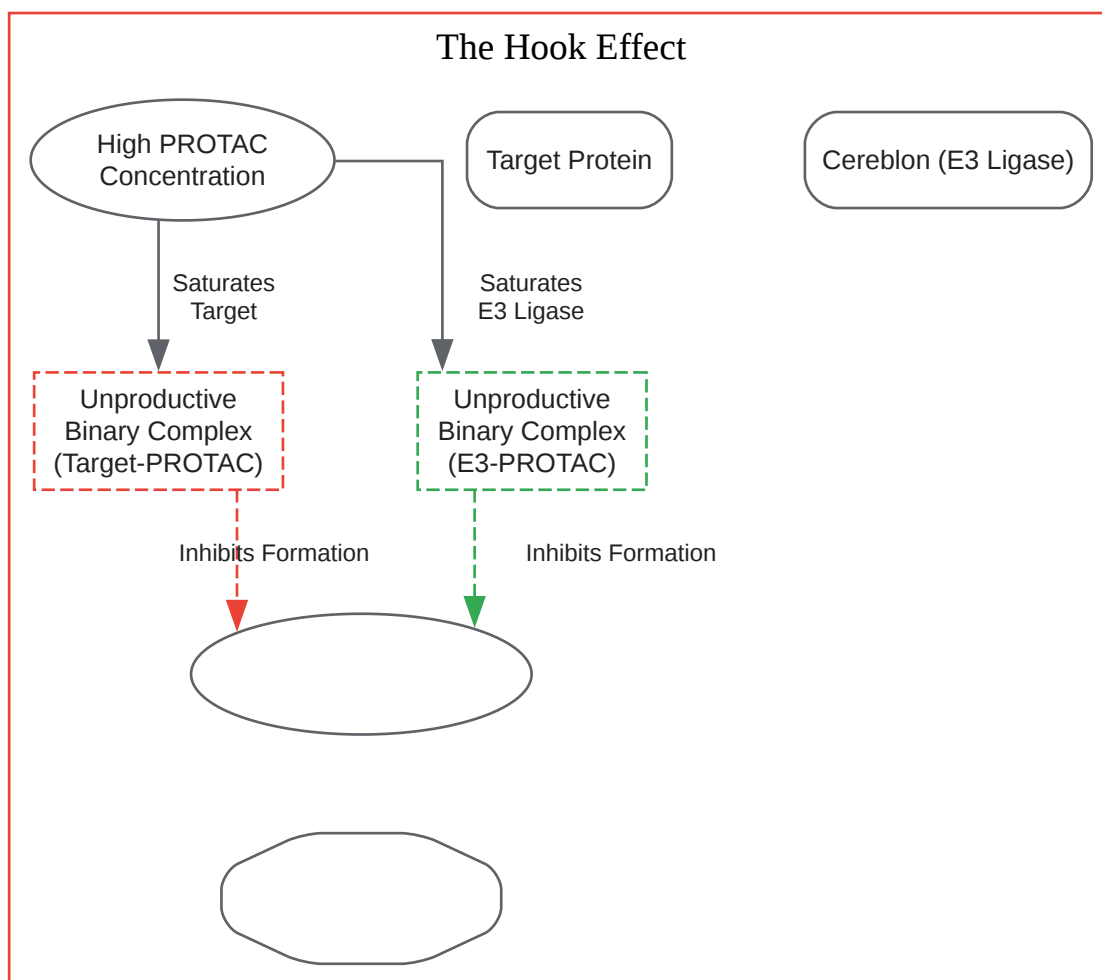 The Hook Effect
High PROTAC
Concentration
Target Protein
Cereblon (E3 Ligase)
Saturates
Target
Saturates
E3 Ligase
Unproductive
Binary Complex
(Target-PROTAC)
Unproductive
Binary Complex
(E3-PROTAC)
Inhibits Formation
Inhibits Formation